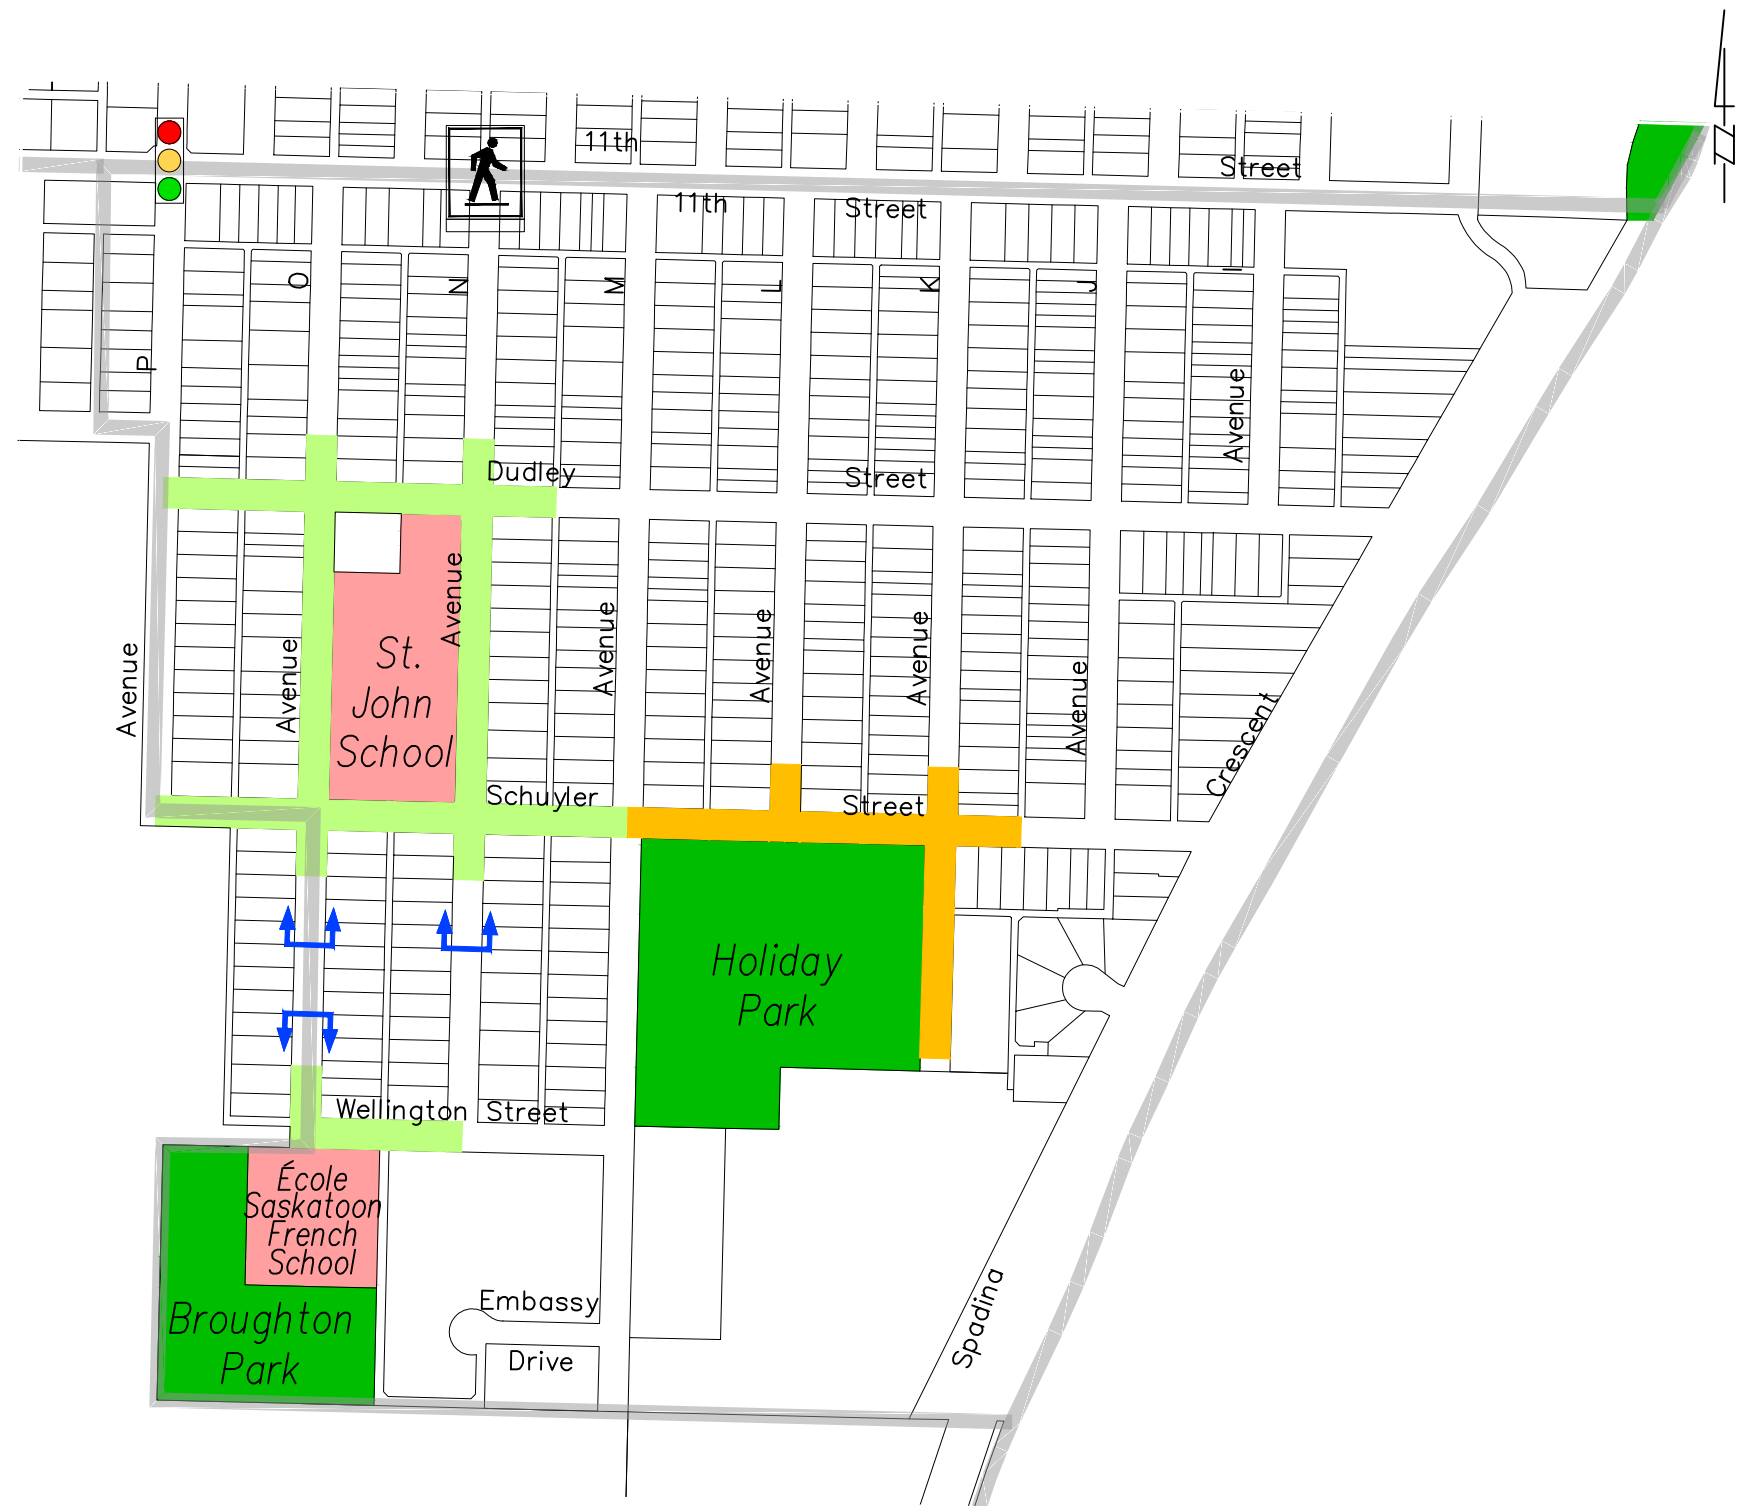 11th
Street
11th
Street
O
N
M
L
K
J
I
P
Avenue
Dudley
Street
Avenue
Avenue
Avenue
Avenue
Avenue
Avenue
Avenue
St.
John
School
Crescent
Schuyler
Street
Holiday
Park
Wellington Street
École
Saskatoon
French
School
Embassy
Drive
Broughton
Park
Spadina
N